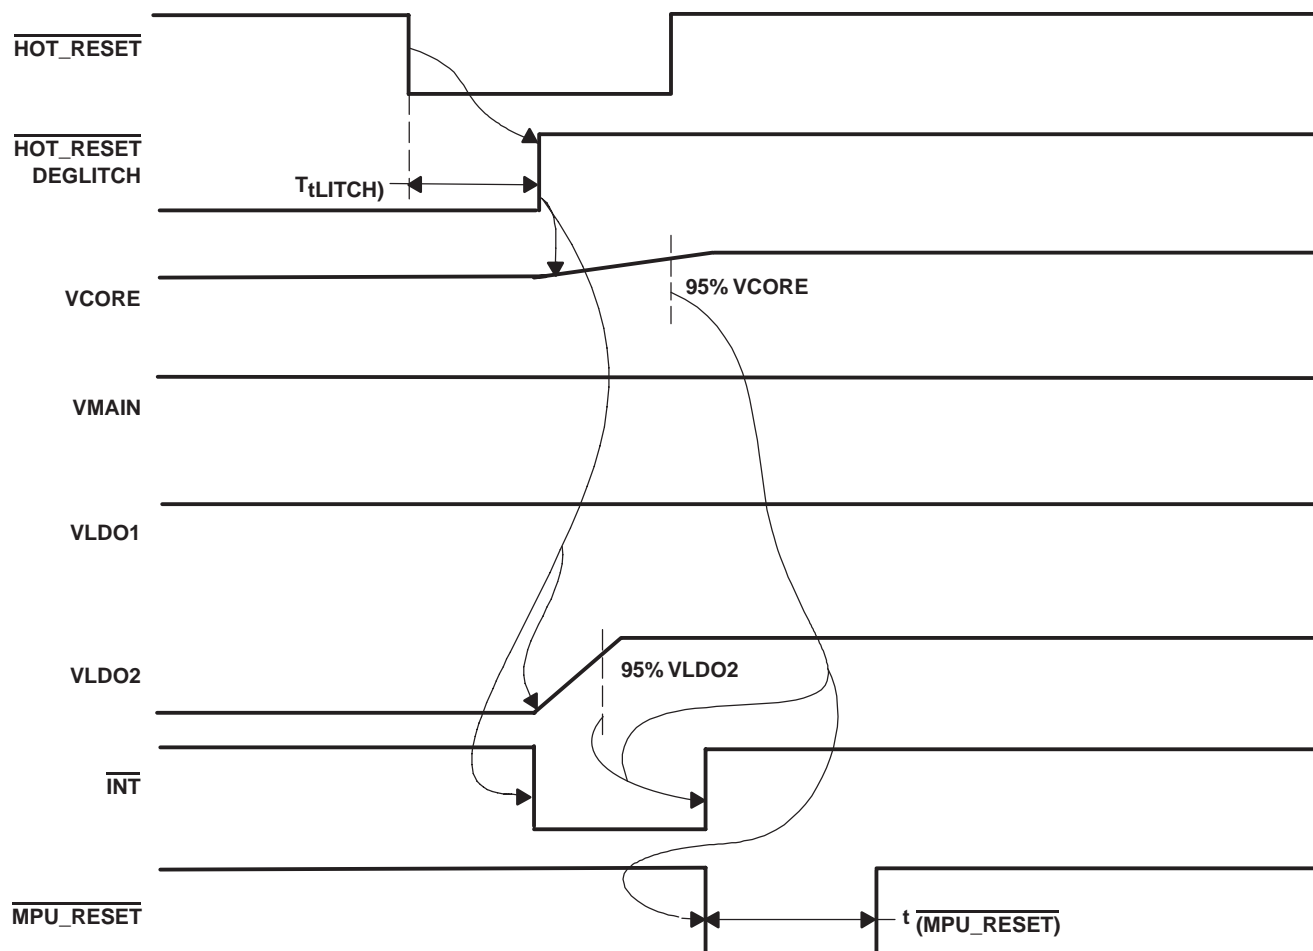 HOT_RESET
HOT_RESET
DEGLITCH
TtLITCH)
VCORE
95% VCORE
VMAIN
VLDO1
VLDO2
95% VLDO2
INT
MPU_RESET
t (MPU_RESET)